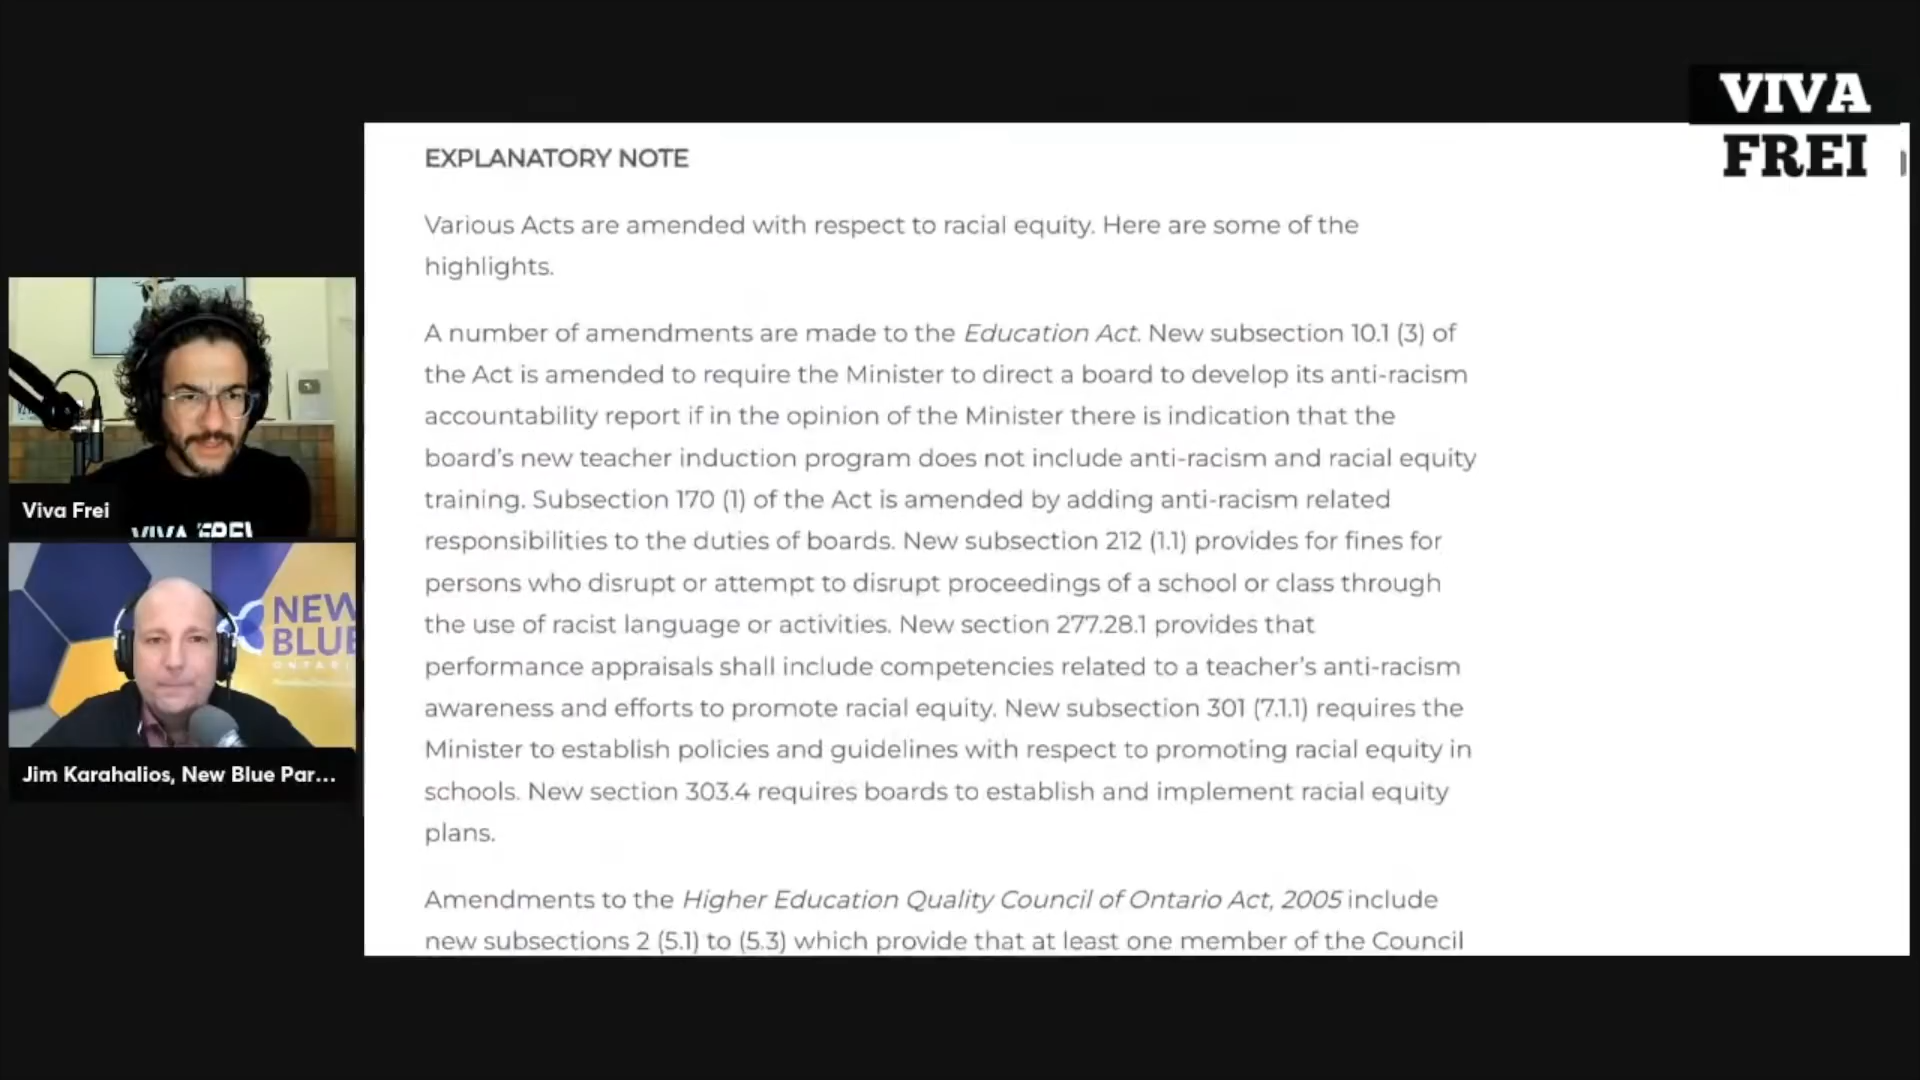 VIVA
FREI
EXPLANATORY NOTE
Various Acts are amended with respect to racial equity. Here are some of the
highlights.
A number of amendments are made to the Education Act. New subsection 10.1 (3) of
the Act is amended to require the Minister to direct a board to develop its anti-racism
accountability report if in the opinion of the Minister there is indication that the
board's new teacher induction program does not include anti-racism and racial equity
training. Subsection 170 (1) of the Act is amended by adding anti-racism related
responsibilities to the duties of boards. New subsection 212 (1.1) provides for fines for
persons who disrupt or attempt to disrupt proceedings of a school or class through
the use of racist language or activities. New section 277.28.1 provides that
performance appraisals shall include competencies related to a teacher's anti-racism
awareness and efforts to promote racial equity. New subsection 301 (7.1.1) requires the
Minister to establish policies and guidelines with respect to promoting racial equity in
schools. New section 303.4 requires boards to establish and implement racial equity
plans.
Amendments to the Higher Education Quality Council of Ontario Act, 2005 include
new subsections 2 (5.1) to (5.3) which provide that at least one member of the Council
Viva Frei
VIVA FREI
NEW
BLUE
ONTARI
Jim Karahalios, New Blue Par...